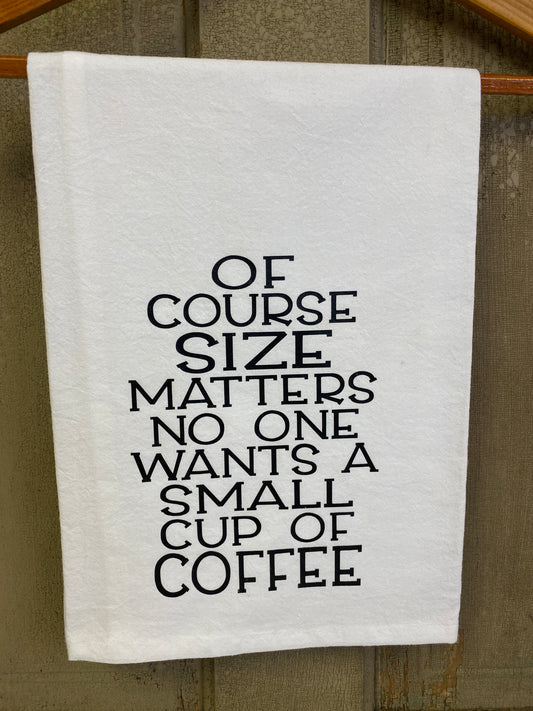 OF
COURSE
SIZE
MATTERS
NO ONE
WANTS A
SMALL
CUP OF
COFFEE